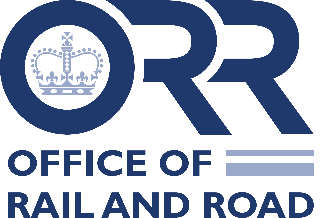 ORR
OFFICE OF
RAIL AND ROAD